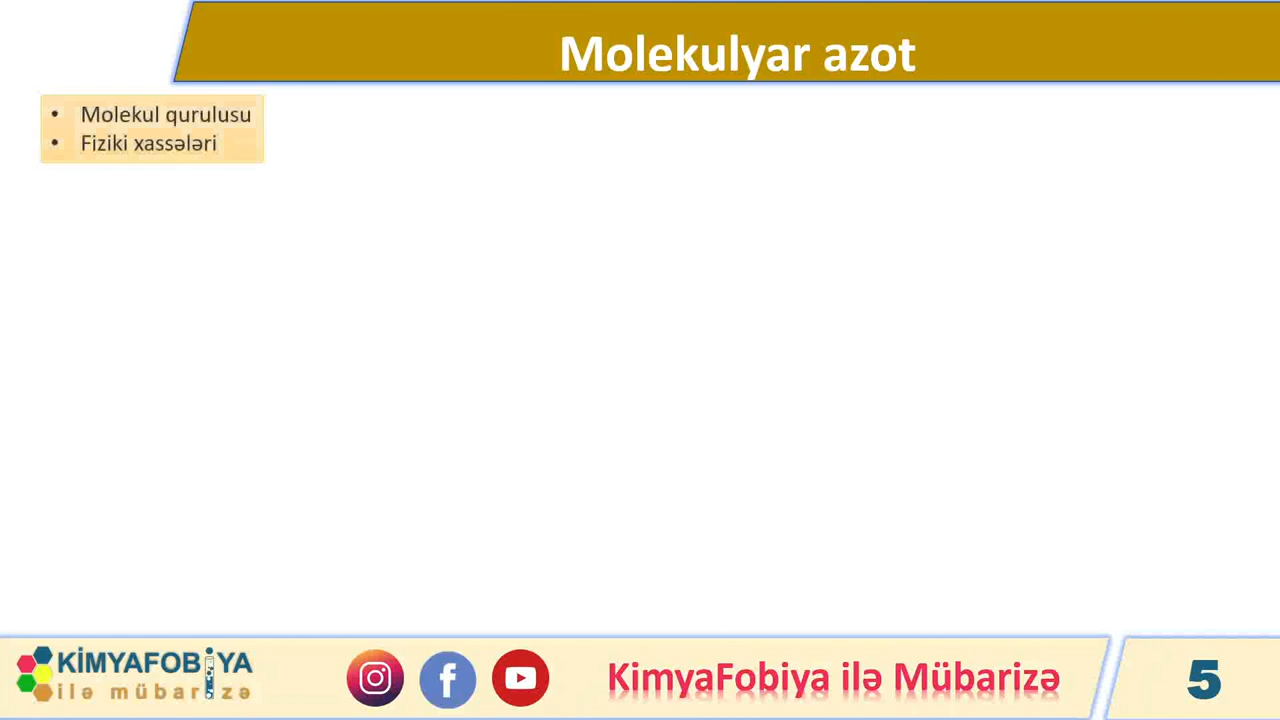 Molekulyar azot
• Molekul qurulusu
• Fiziki xassələri
KİMYAFOBİYA
ilə mübarizə
KimyaFobiya ilə Mübarizə
5